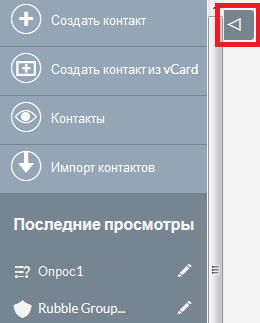 Создать контакт
Создать контакт из vCard
Контакты
Импорт контактов
Последние просмотры
Опрос1
Rubble Group...